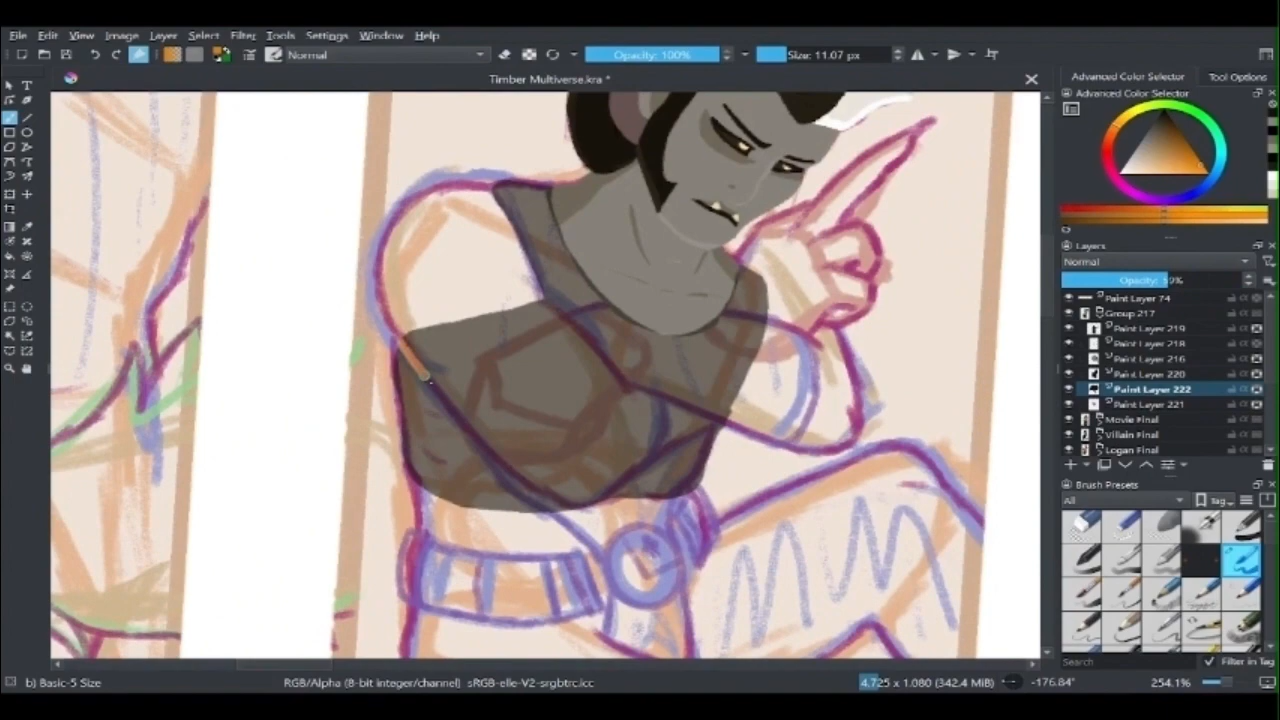 File Edit View Image Layer Select Filter Tools Settings Window Help
Normal Opacity: 100% Size: 11.07 px
Timber Multiverse.kra *
Advanced Color Selector Tool Options
Advanced Color Selector
Layers
Normal
Opacity: 59%
Paint Layer 74
Group 217
Paint Layer 219
Paint Layer 218
Paint Layer 216
Paint Layer 220
Paint Layer 222
Paint Layer 221
Movie Final
Villain Final
Logan Final
Brush Presets
All Tag
Search Filter in Tag
b) Basic-5 Size RGB/Alpha (8-bit integer/channel) sRGB-elle-V2-srgbtrc.icc 4.725 x 1.080 (342.4 MiB) -176.84° 254.1%